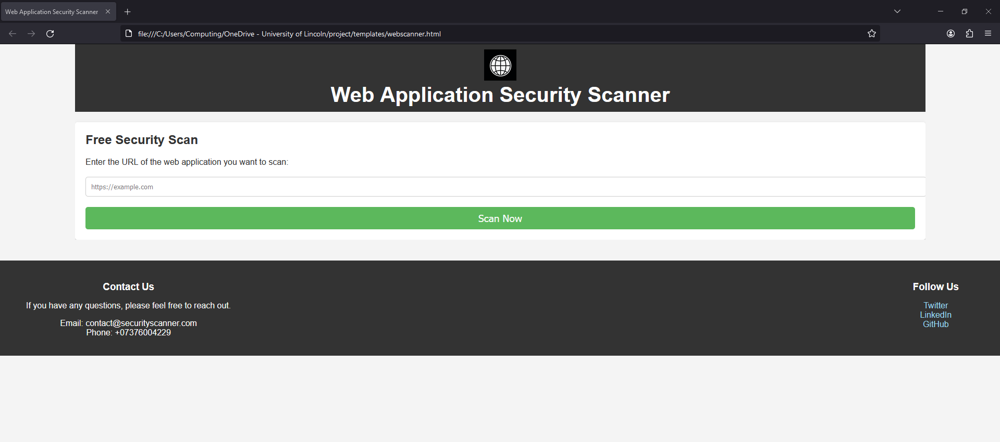 Web Application Security Scanner
file:///C:/Users/Computing/OneDrive - University of Lincoln/project/templates/webscanner.html
Web Application Security Scanner
Free Security Scan
Enter the URL of the web application you want to scan:
https://example.com
Scan Now
Contact Us
If you have any questions, please feel free to reach out.
Email: contact@securityscanner.com
Phone: +07376004229
Follow Us
Twitter
LinkedIn
GitHub